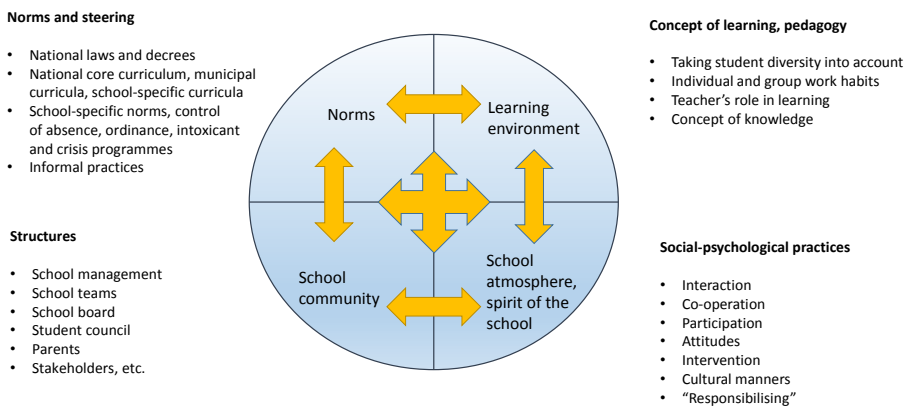 Norms and steering
• National laws and decrees
• National core curriculum, municipal
curricula, school-specific curricula
• School-specific norms, control
of absence, ordinance, intoxicant
and crisis programmes
• Informal practices
Concept of learning, pedagogy
• Taking student diversity into account
• Individual and group work habits
• Teacher’s role in learning
• Concept of knowledge
Norms
Learning
environment
School
community
School
atmosphere,
spirit of the
school
Structures
• School management
• School teams
• School board
• Student council
• Parents
• Stakeholders, etc.
Social-psychological practices
• Interaction
• Co-operation
• Participation
• Attitudes
• Intervention
• Cultural manners
• “Responsibilising”